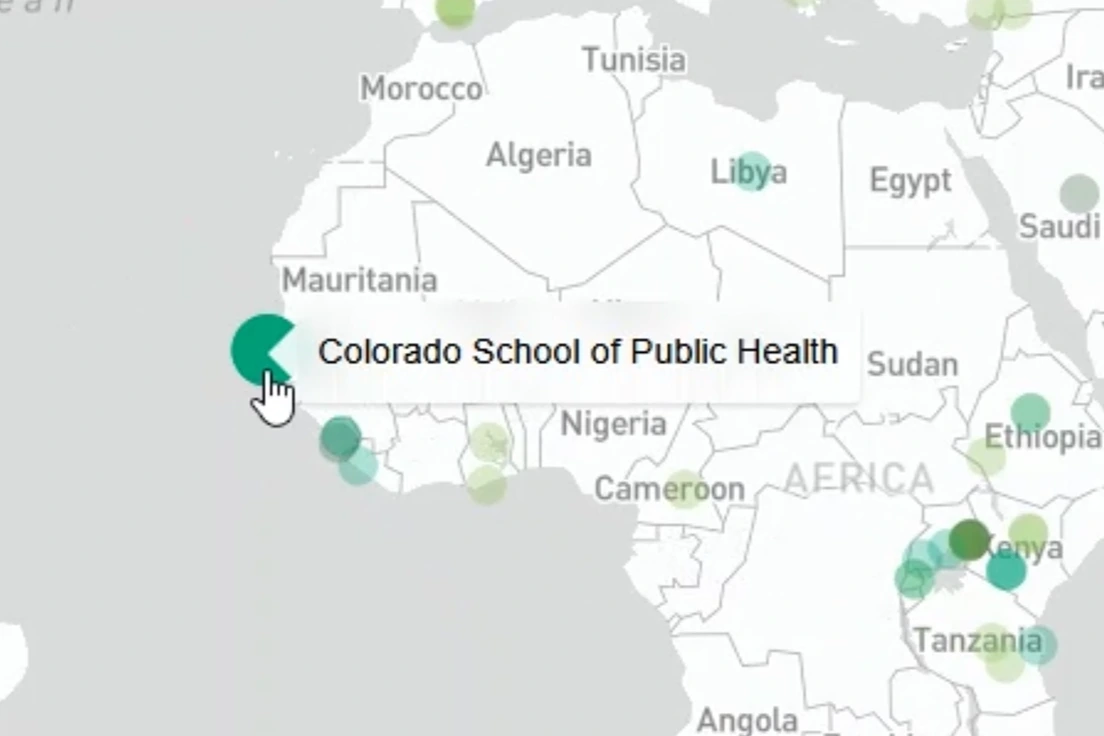 Tunisia
Ira
Morocco
Algeria
Libya
Egypt
Saudi
Mauritania
Colorado School of Public Health
Sudan
Nigeria
Ethiopia
AFRICA
Cameroon
Kenya
Tanzania
Angola